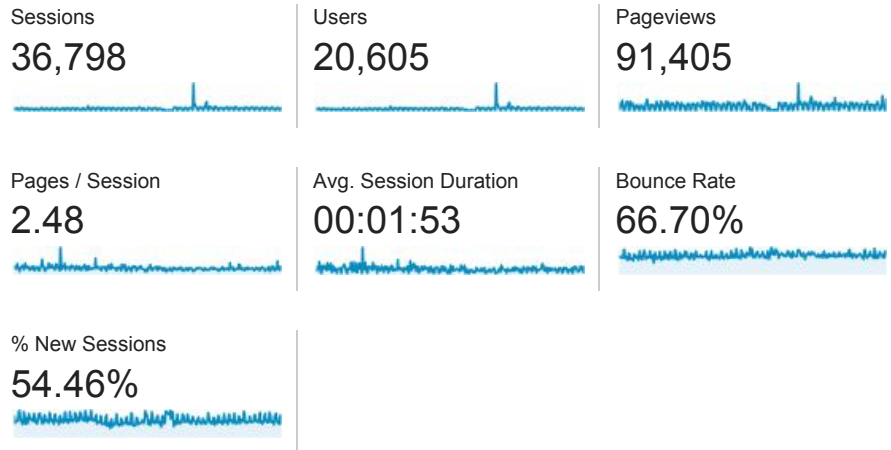 Sessions
36,798
Users
20,605
Pageviews
91,405
Pages / Session
2.48
Avg. Session Duration
00:01:53
Bounce Rate
66.70%
% New Sessions
54.46%